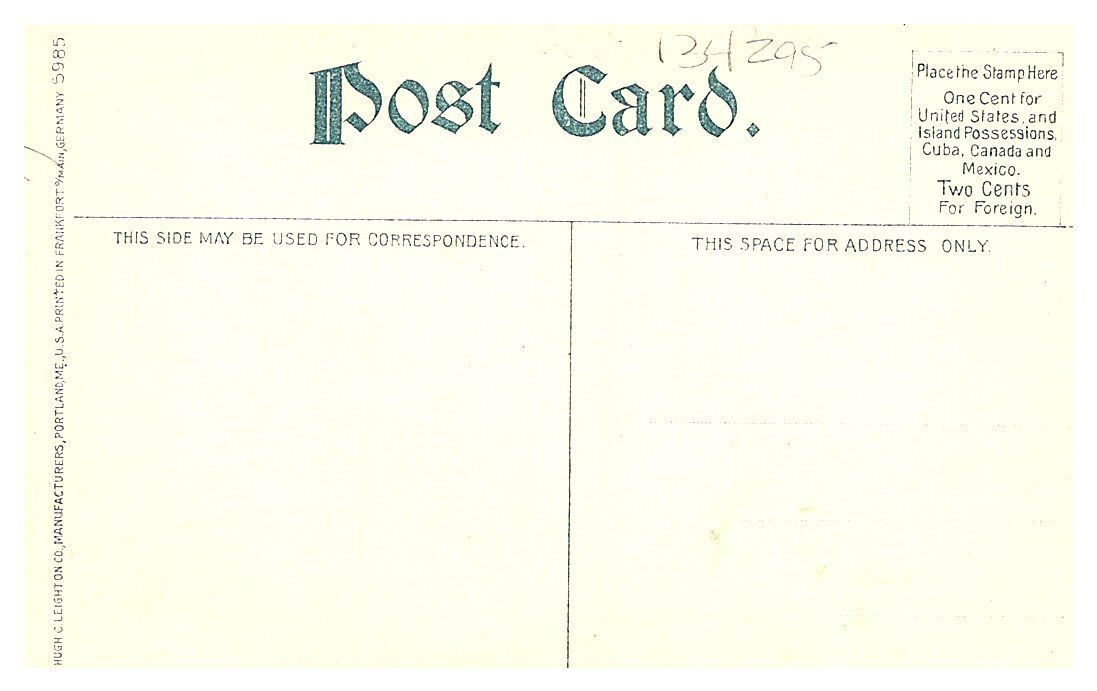 134295
Post Card.
Place the Stamp Here
One Cent for
United States, and
Island Possessions,
Cuba, Canada and
Mexico.
Two Cents
For Foreign.
THIS SIDE MAY BE USED FOR CORRESPONDENCE.
THIS SPACE FOR ADDRESS ONLY.
HUGH C. LEIGHTON CO., MANUFACTURERS, PORTLAND, ME., U.S.A. PRINTED IN FRANKFORT o/MAIN, GERMANY 5985